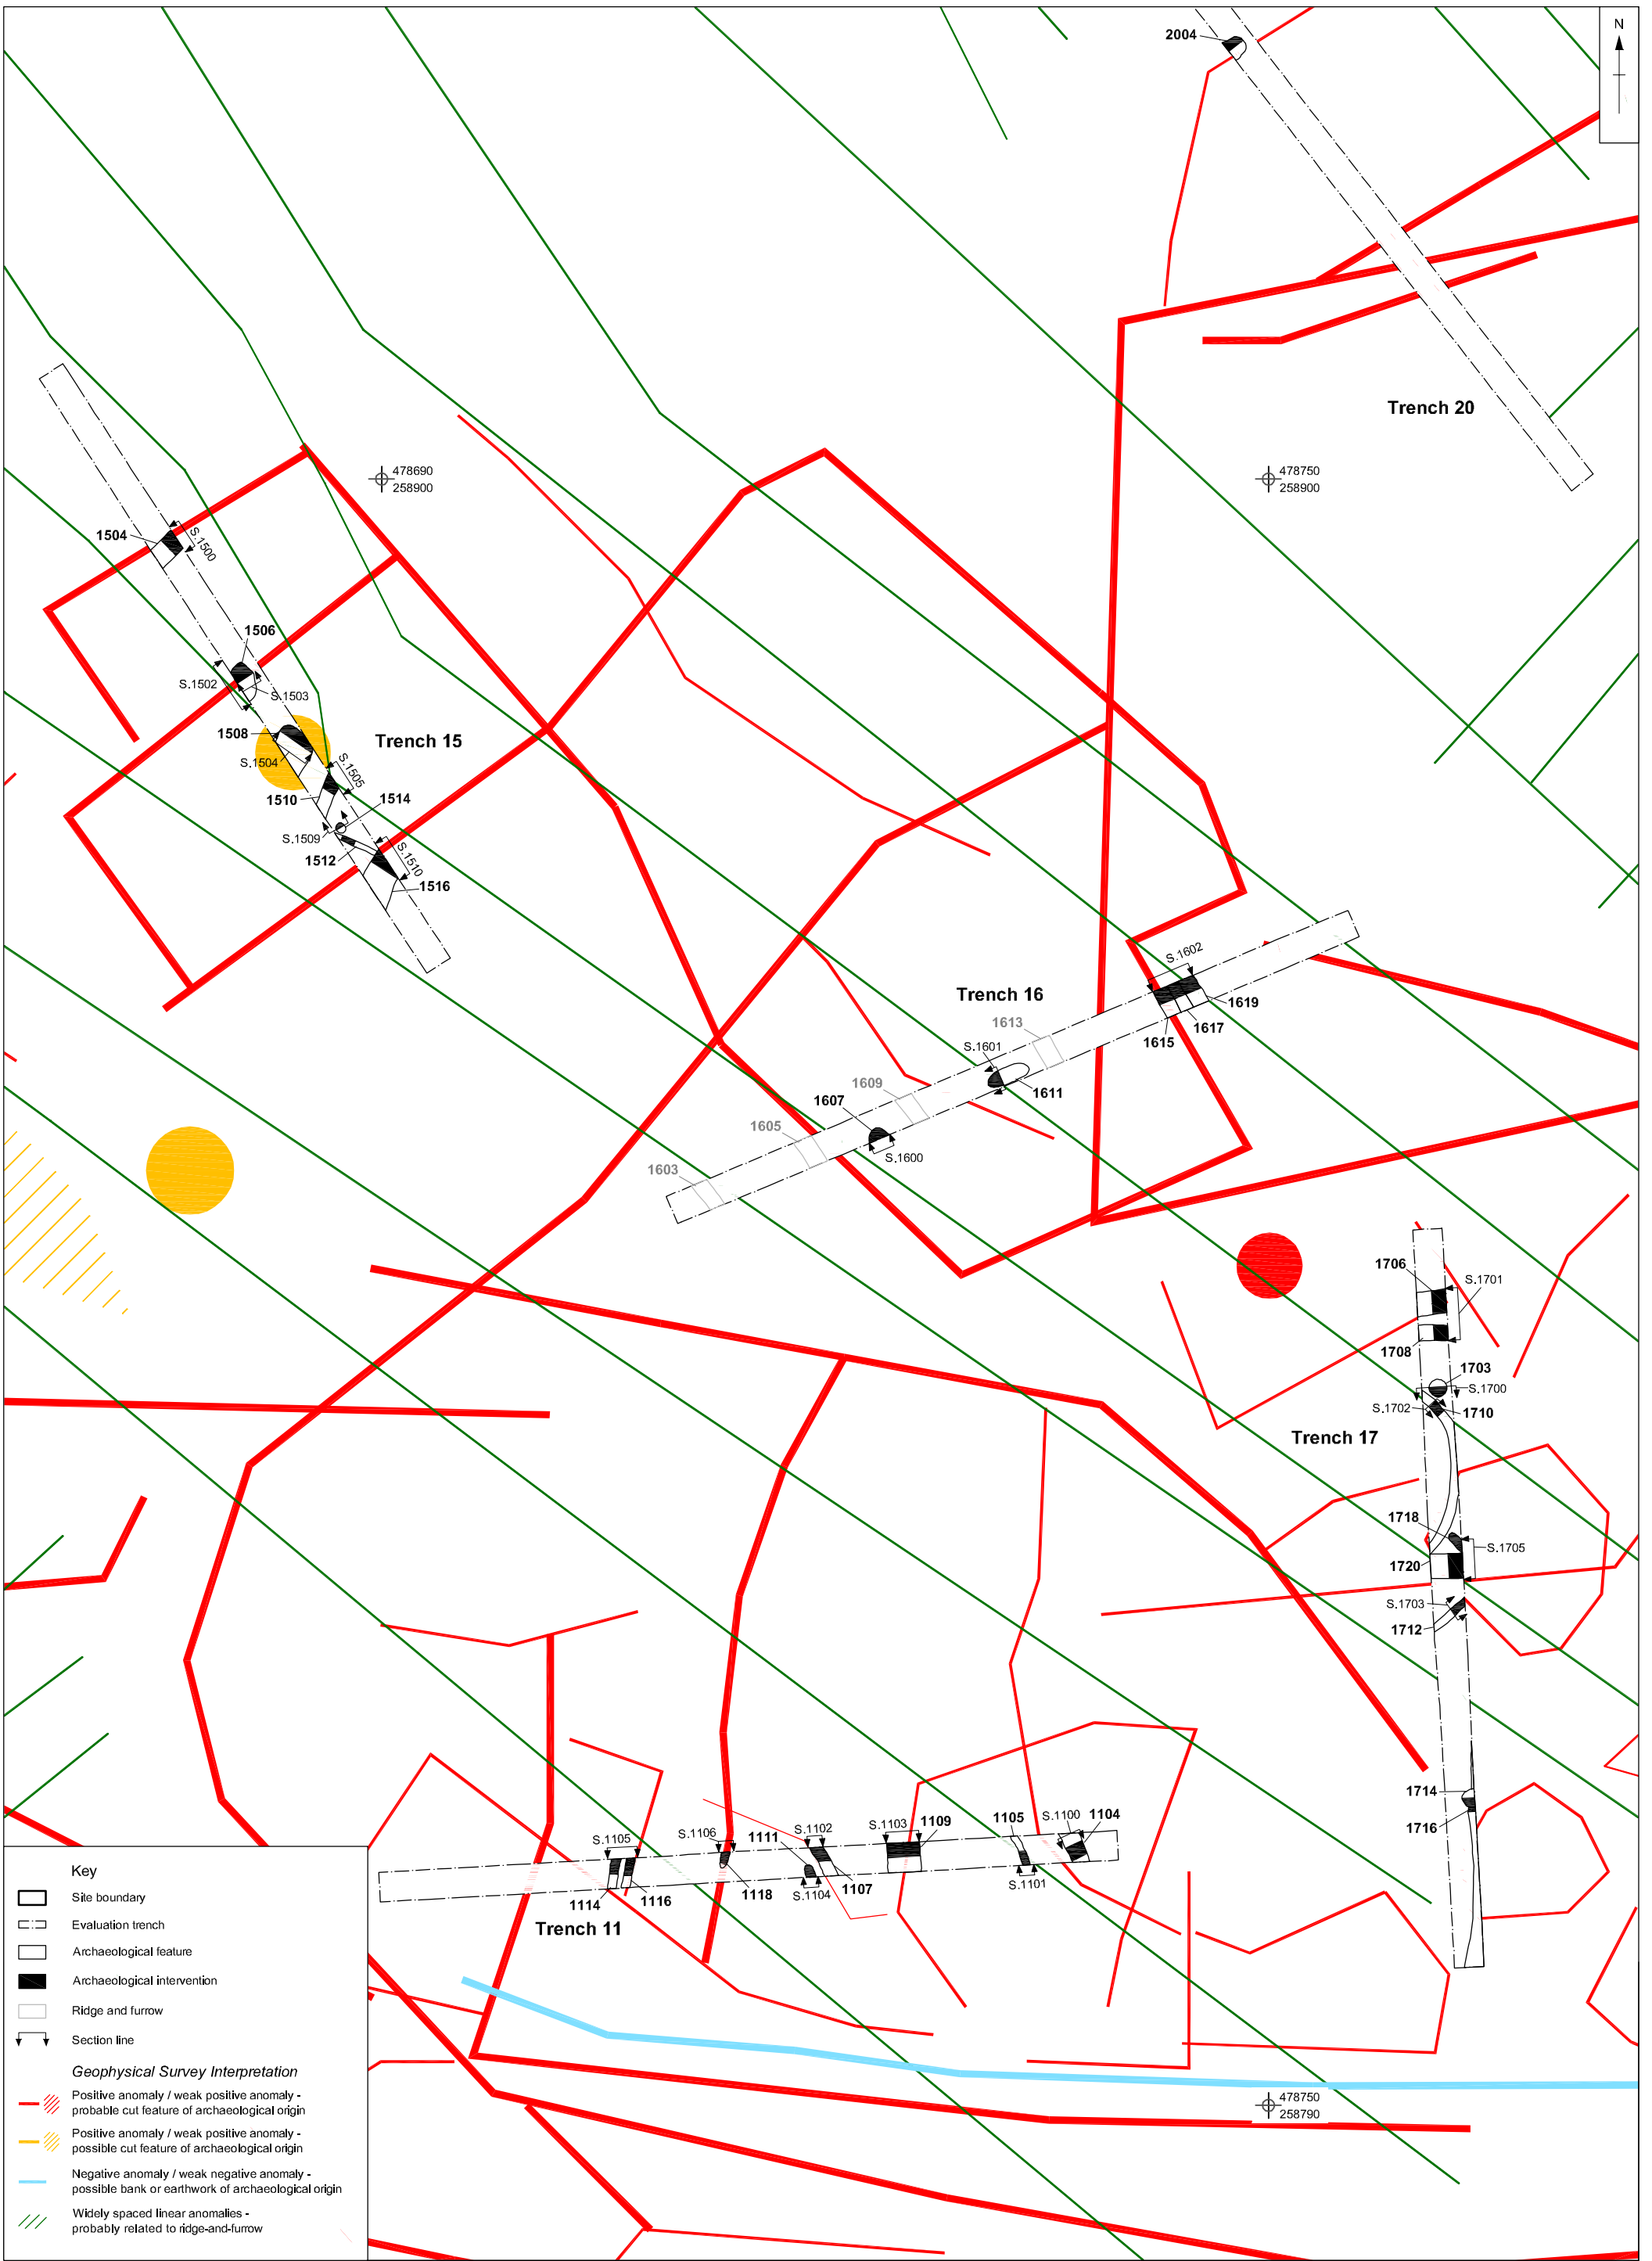 N
2004
Trench 20
478690
258900
478750
258900
1504
S.1500
1506
S.1502
S.1503
1508
S.1504
Trench 15
S.1505
1510
1514
S.1509
1512
S.1510
1516
S.1602
Trench 16
1619
1613
1617
1615
S.1601
1609
1611
1607
1605
S.1600
1603
1706
S.1701
1708
1703
S.1700
S.1702
1710
Trench 17
1718
S.1705
1720
S.1703
1712
1714
1716
S.1105
S.1106
1111
S.1102
S.1103
1109
1105
S.1100
1104
1114
1116
1118
S.1104
1107
S.1101
Trench 11
478750
258790
Key
Site boundary
Evaluation trench
Archaeological feature
Archaeological intervention
Ridge and furrow
Section line
Geophysical Survey Interpretation
Positive anomaly / weak positive anomaly -
probable cut feature of archaeological origin
Positive anomaly / weak positive anomaly -
possible cut feature of archaeological origin
Negative anomaly / weak negative anomaly -
possible bank or earthwork of archaeological origin
Widely spaced linear anomalies -
probably related to ridge-and-furrow